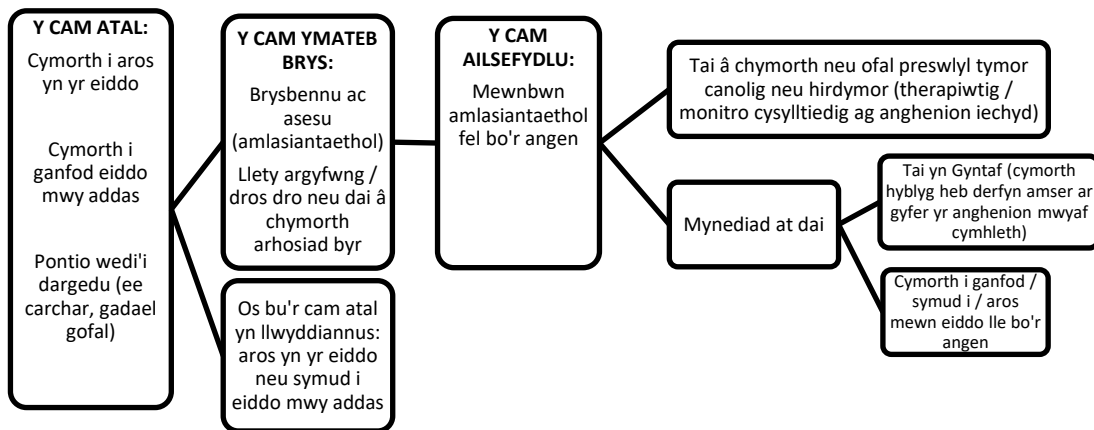 Y CAM ATAL:
Cymorth i aros
yn yr eiddo
Cymorth i
ganfod eiddo
mwy addas
Pontio wedi'i
dargedu (ee
carchar, gadael
gofal)
Y CAM YMATEB
BRYS:
Brysbennu ac
asesu
(amlasiantaethol)
Llety argyfwng /
dros dro neu dai â
chymorth
arhosiad byr
Os bu'r cam atal
yn llwyddiannus:
aros yn yr eiddo
neu symud i
eiddo mwy addas
Y CAM
AILSEFYDLU:
Mewnbwn
amlasiantaethol
fel bo'r angen
Tai â chymorth neu ofal preswlyl tymor
canolig neu hirdymor (therapiwtig /
monitro cysylltiedig ag anghenion iechyd)
Mynediad at dai
Tai yn Gyntaf (cymorth
hyblyg heb derfyn amser ar
gyfer yr anghenion mwyaf
cymhleth)
Cymorth i ganfod /
symud i / aros
mewn eiddo lle bo'r
angen